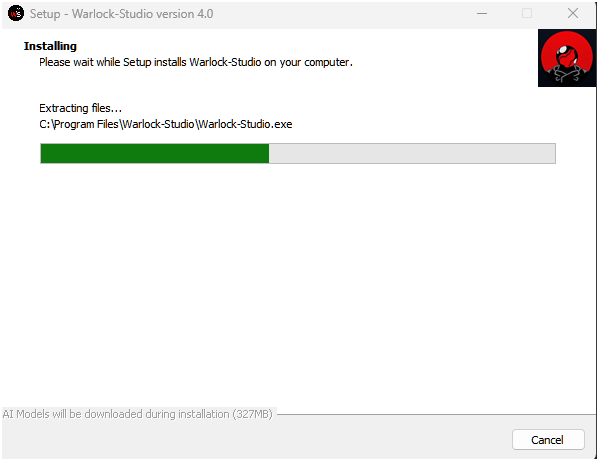 WS Setup - Warlock-Studio version 4.0
Installing
Please wait while Setup installs Warlock-Studio on your computer.
Extracting files...
C:\Program Files\Warlock-Studio\Warlock-Studio.exe
AI Models will be downloaded during installation (327MB)
Cancel